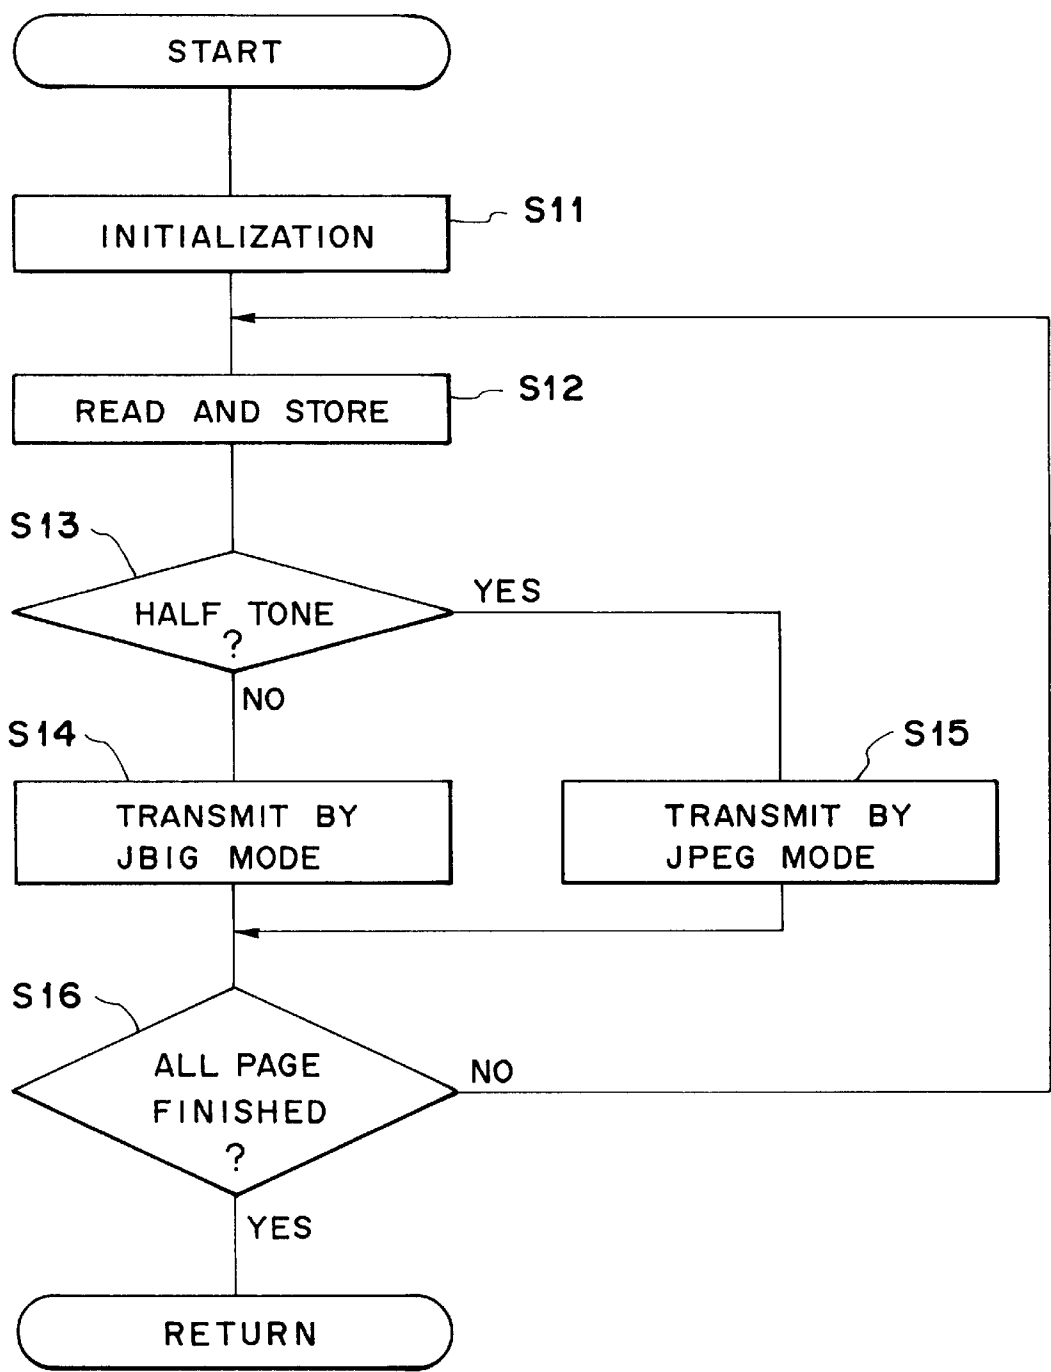 START
INITIALIZATION
S11
READ AND STORE
S12
S13
HALF TONE
?
YES
NO
S14
TRANSMIT BY
JBIG MODE
S15
TRANSMIT BY
JPEG MODE
S16
ALL PAGE
FINISHED
?
NO
YES
RETURN